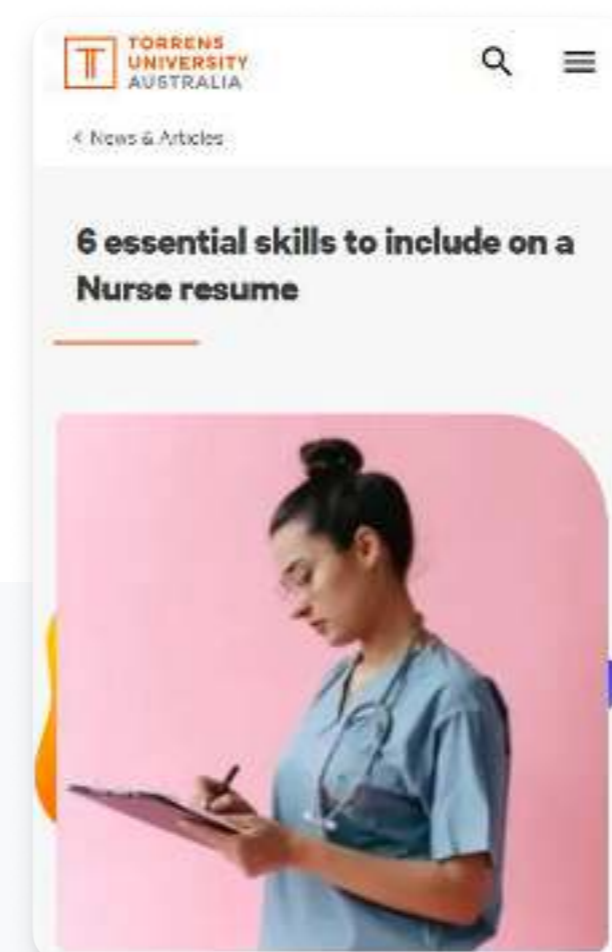 TORRENS
UNIVERSITY
AUSTRALIA
< News & Articles
6 essential skills to include on a
Nurse resume